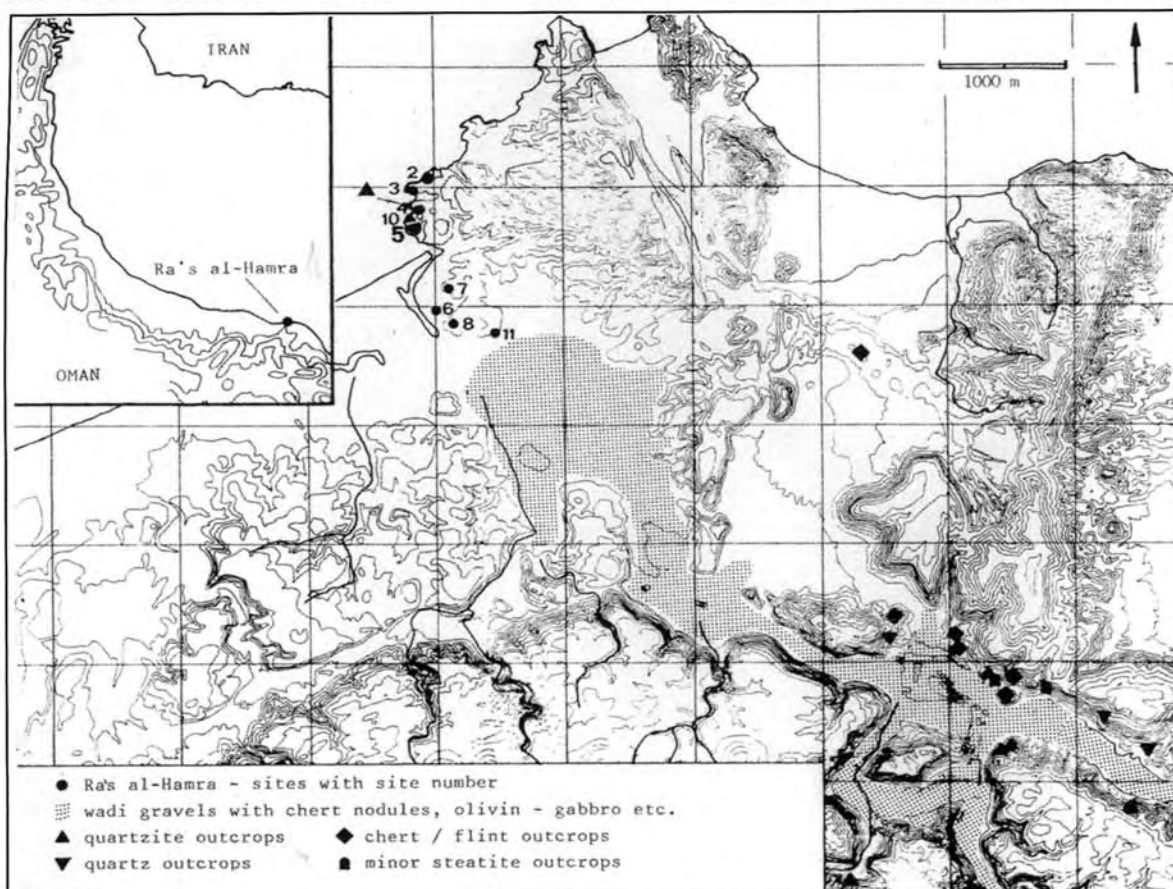 IRAN
Ra's al-Hamra
OMAN
1000 m
2
3
4
10
5
7
6
8
11
Ra's al-Hamra - sites with site number
wadi gravels with chert nodules, olivin - gabbro etc.
quartzite outcrops
chert / flint outcrops
quartz outcrops
minor steatite outcrops